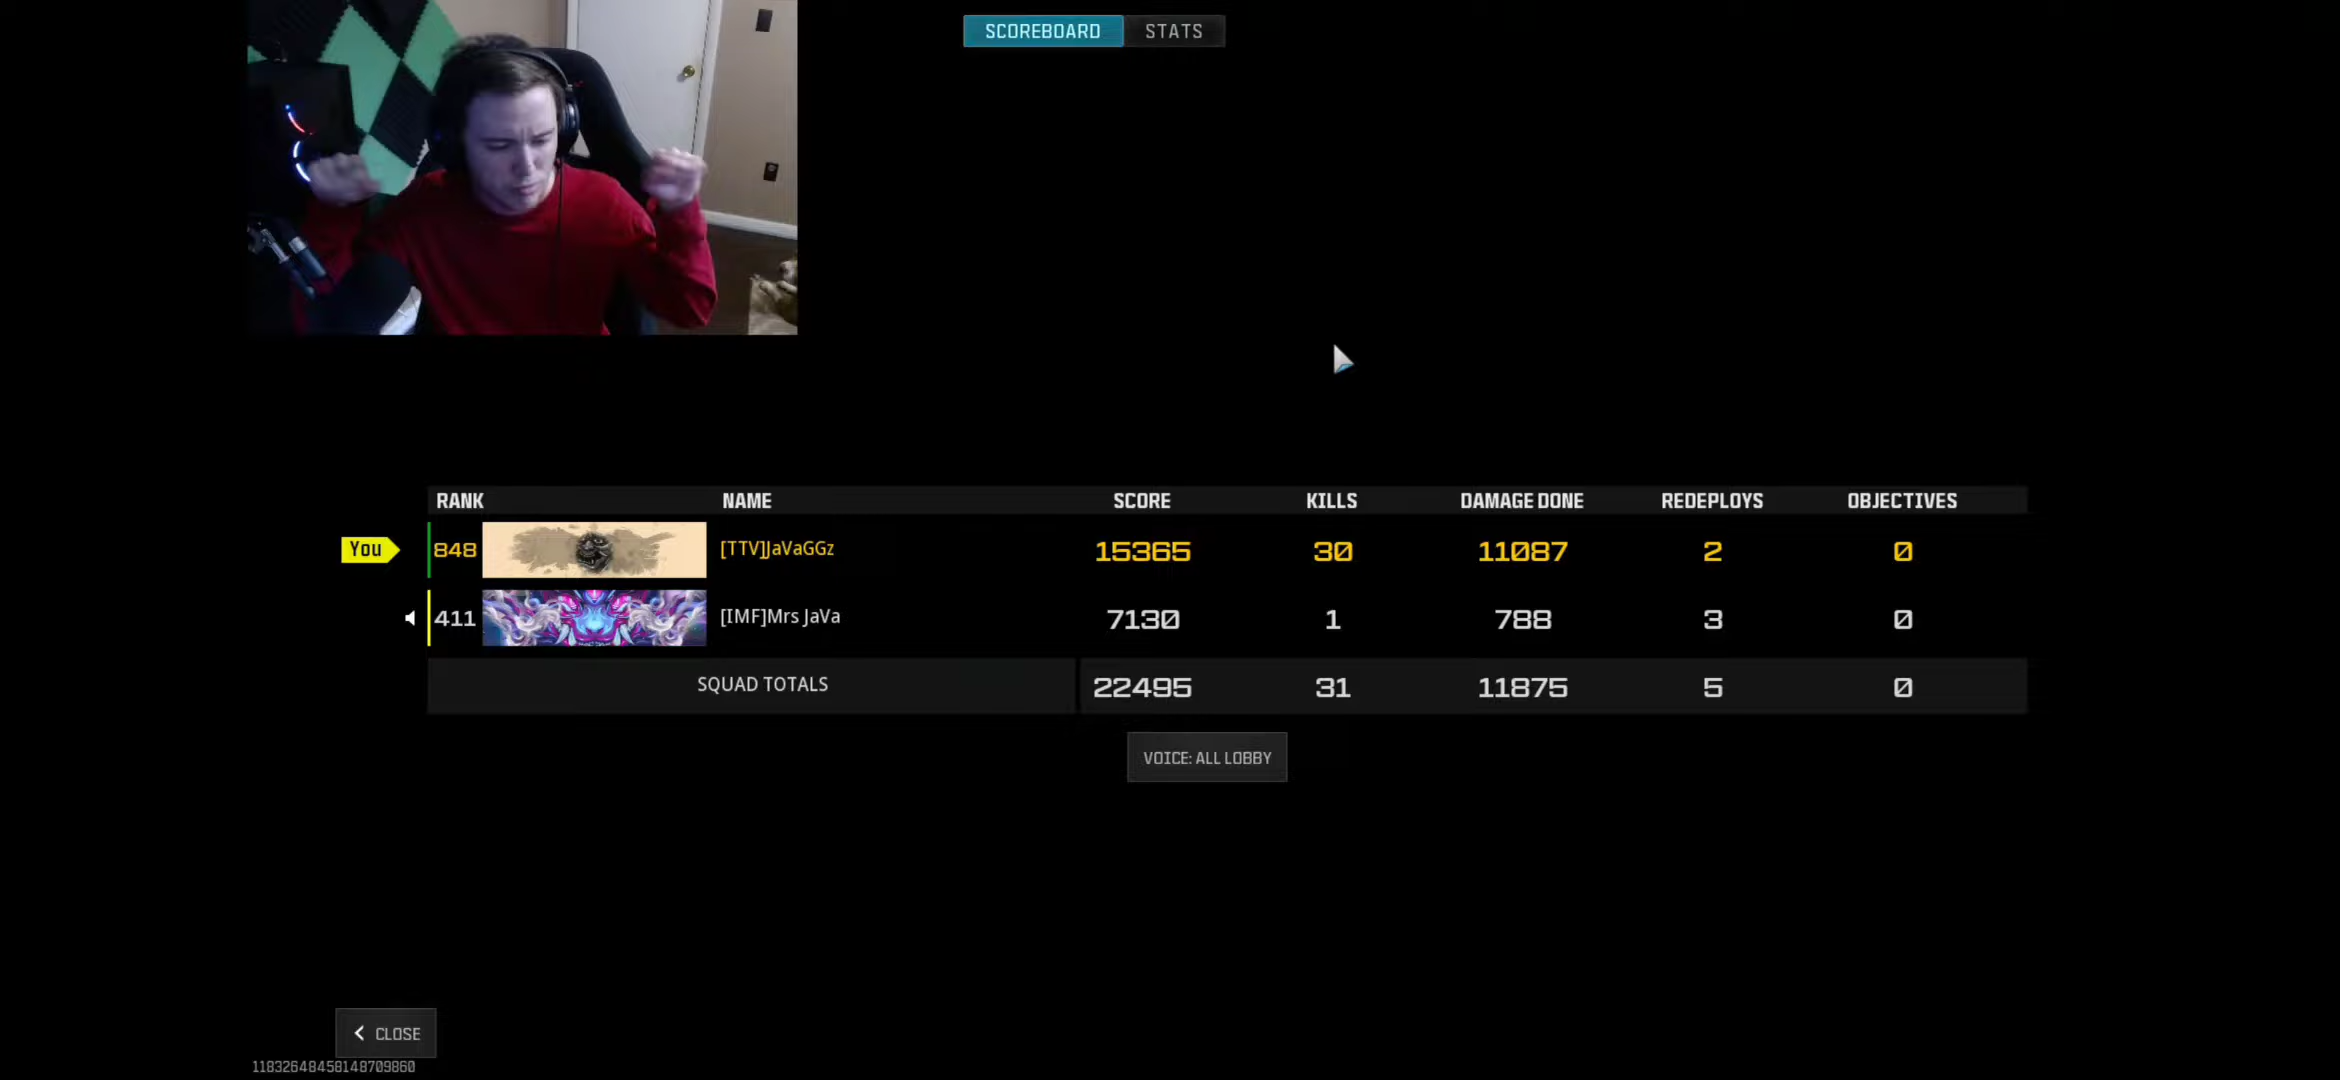 SCOREBOARD STATS
RANK NAME SCORE KILLS DAMAGE DONE REDEPLOYS OBJECTIVES
You 848 [TTV]JaVaGGz 15365 30 11087 2 0
411 [IMF]Mrs JaVa 7130 1 788 3 0
SQUAD TOTALS 22495 31 11875 5 0
VOICE: ALL LOBBY
CLOSE
11832648458148709860